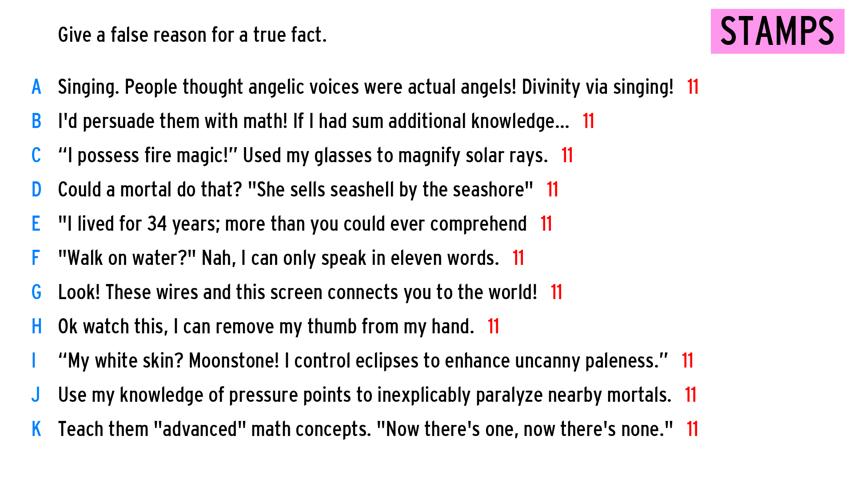 Give a false reason for a true fact.
STAMPS
A Singing. People thought angelic voices were actual angels! Divinity via singing! 11
B I'd persuade them with math! If I had sum additional knowledge... 11
C “I possess fire magic!” Used my glasses to magnify solar rays. 11
D Could a mortal do that? "She sells seashell by the seashore" 11
E "I lived for 34 years; more than you could ever comprehend 11
F "Walk on water?" Nah, I can only speak in eleven words. 11
G Look! These wires and this screen connects you to the world! 11
H Ok watch this, I can remove my thumb from my hand. 11
I “My white skin? Moonstone! I control eclipses to enhance uncanny paleness.” 11
J Use my knowledge of pressure points to inexplicably paralyze nearby mortals. 11
K Teach them "advanced" math concepts. "Now there's one, now there's none." 11